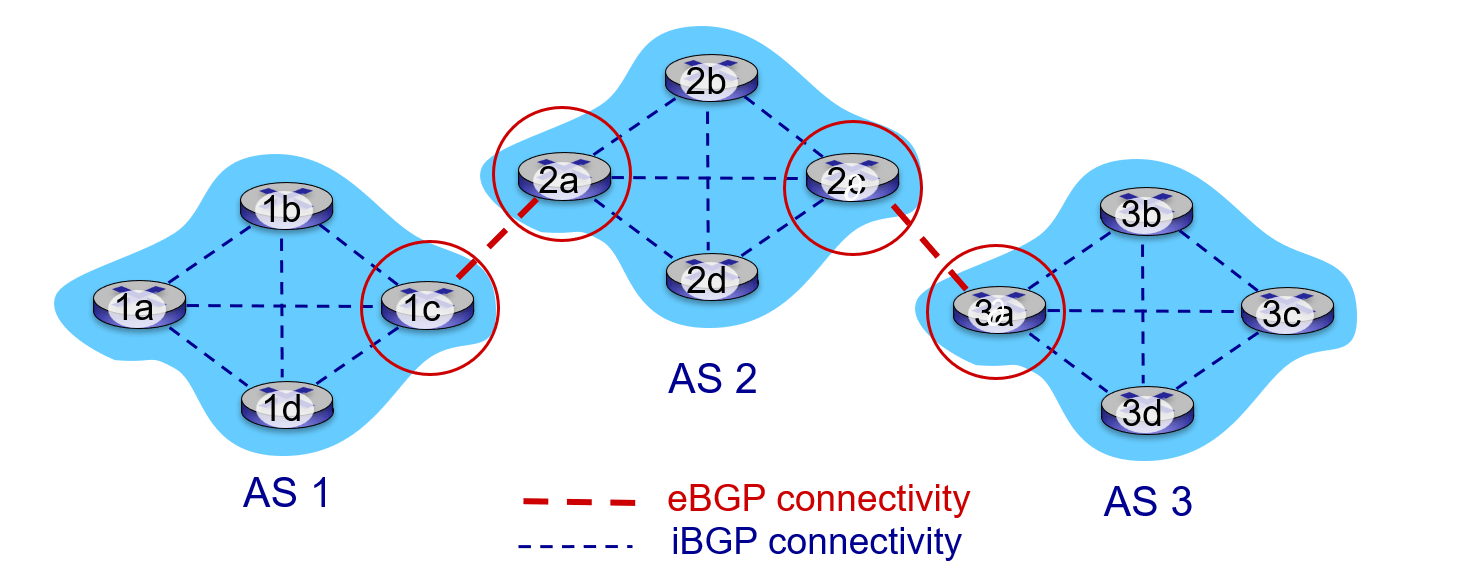 2b
2a
2c
1b
3b
2d
1a
1c
3a
3c
AS 2
1d
3d
AS 1
eBGP connectivity
AS 3
iBGP connectivity